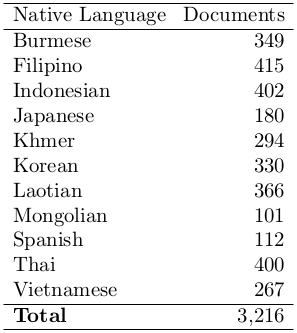 Native Language Documents
Burmese 349
Filipino 415
Indonesian 402
Japanese 180
Khmer 294
Korean 330
Laotian 366
Mongolian 101
Spanish 112
Thai 400
Vietnamese 267
Total 3,216